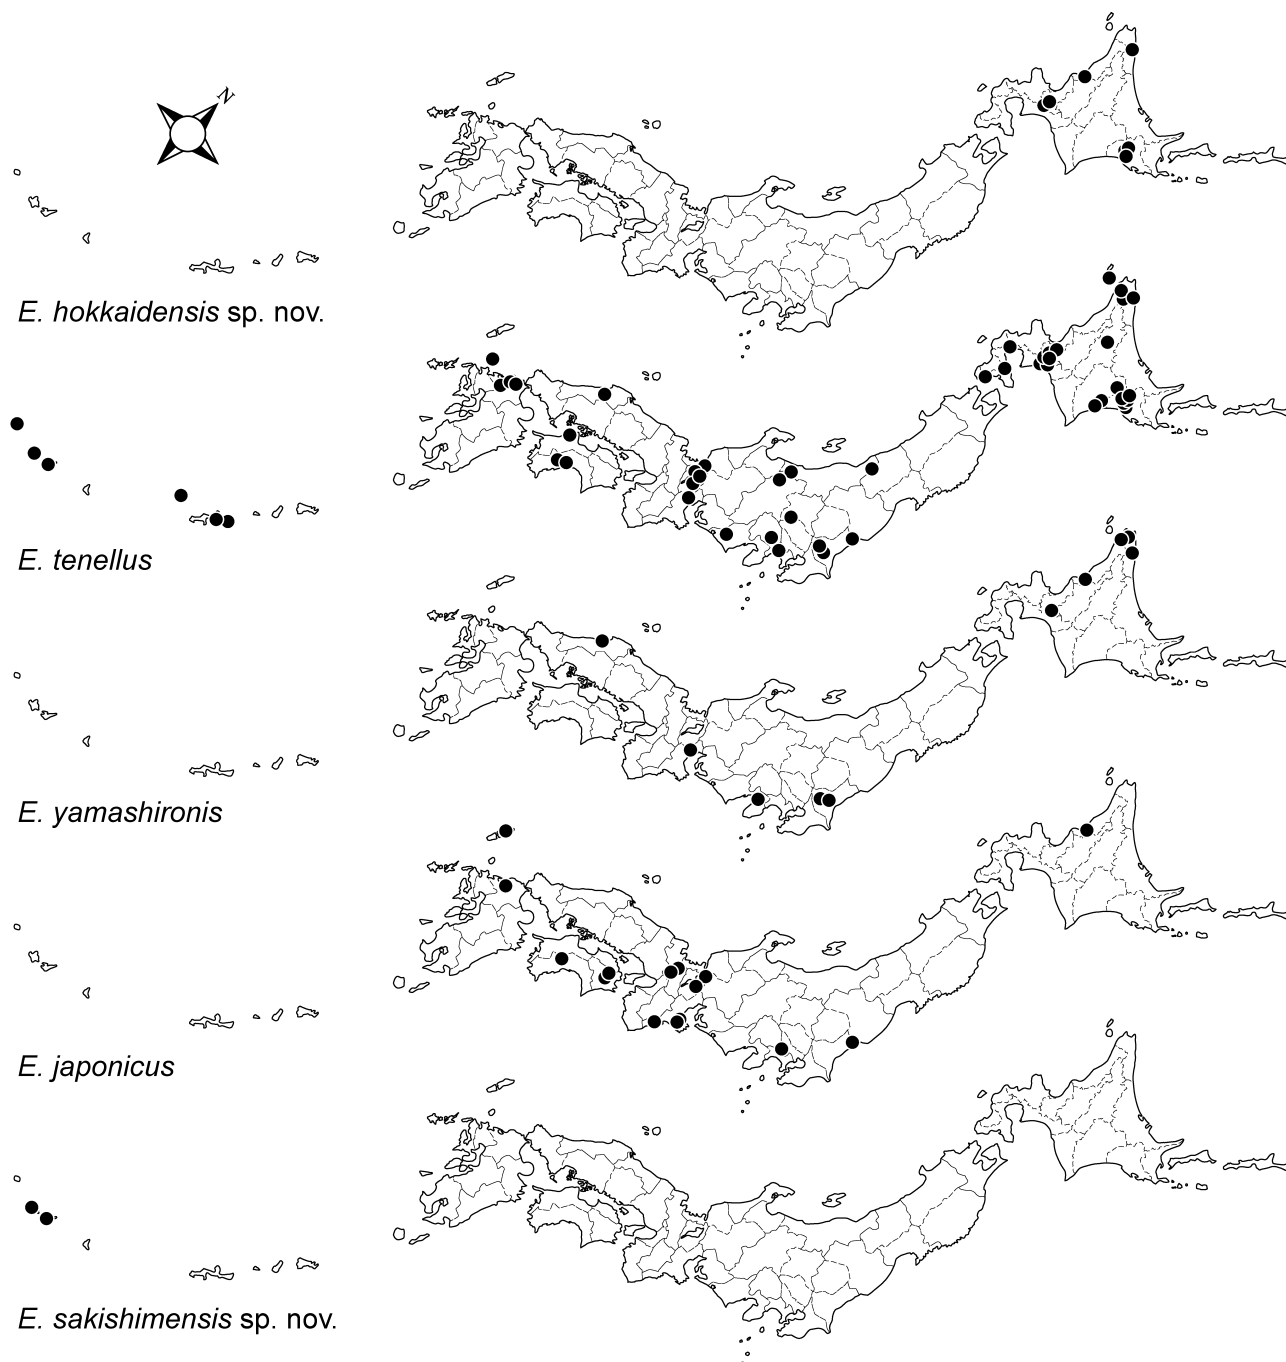 N
E. hokkaidensis sp. nov.
E. tenellus
E. yamashironis
E. japonicus
E. sakishimensis sp. nov.